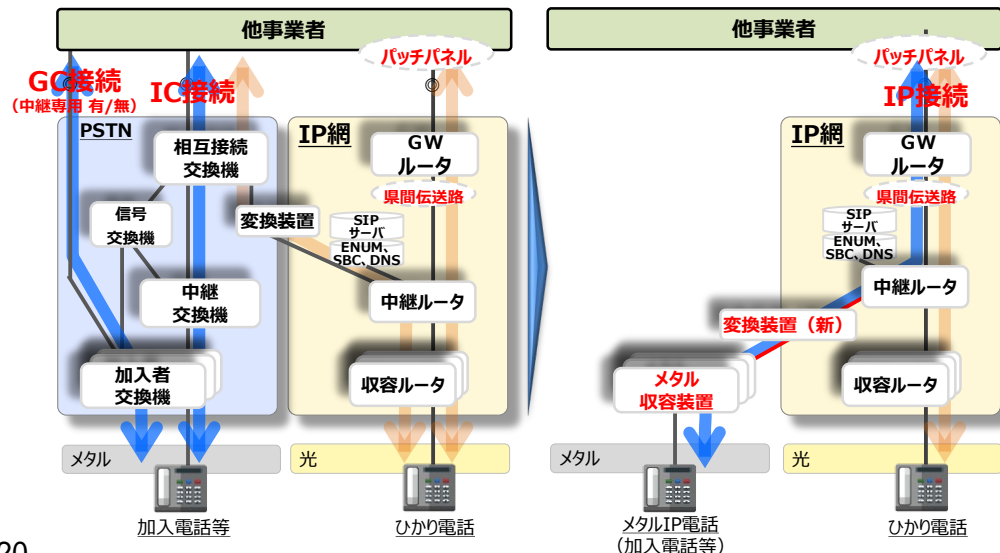 他事業者
パッチパネル
GC接続
(中継専用 有/無)
IC接続
PSTN
相互接続
交換機
信号
交換機
中継
交換機
加入者
交換機
変換装置
IP網
GW
ルータ
県間伝送路
SIP
サーバ
ENUM、
SBC、DNS
中継ルータ
収容ルータ
メタル
光
加入電話等
ひかり電話
他事業者
パッチパネル
IP接続
IP網
GW
ルータ
県間伝送路
SIP
サーバ
ENUM、
SBC、DNS
中継ルータ
変換装置（新）
メタル
収容装置
収容ルータ
メタル
光
メタルIP電話
（加入電話等）
ひかり電話
20